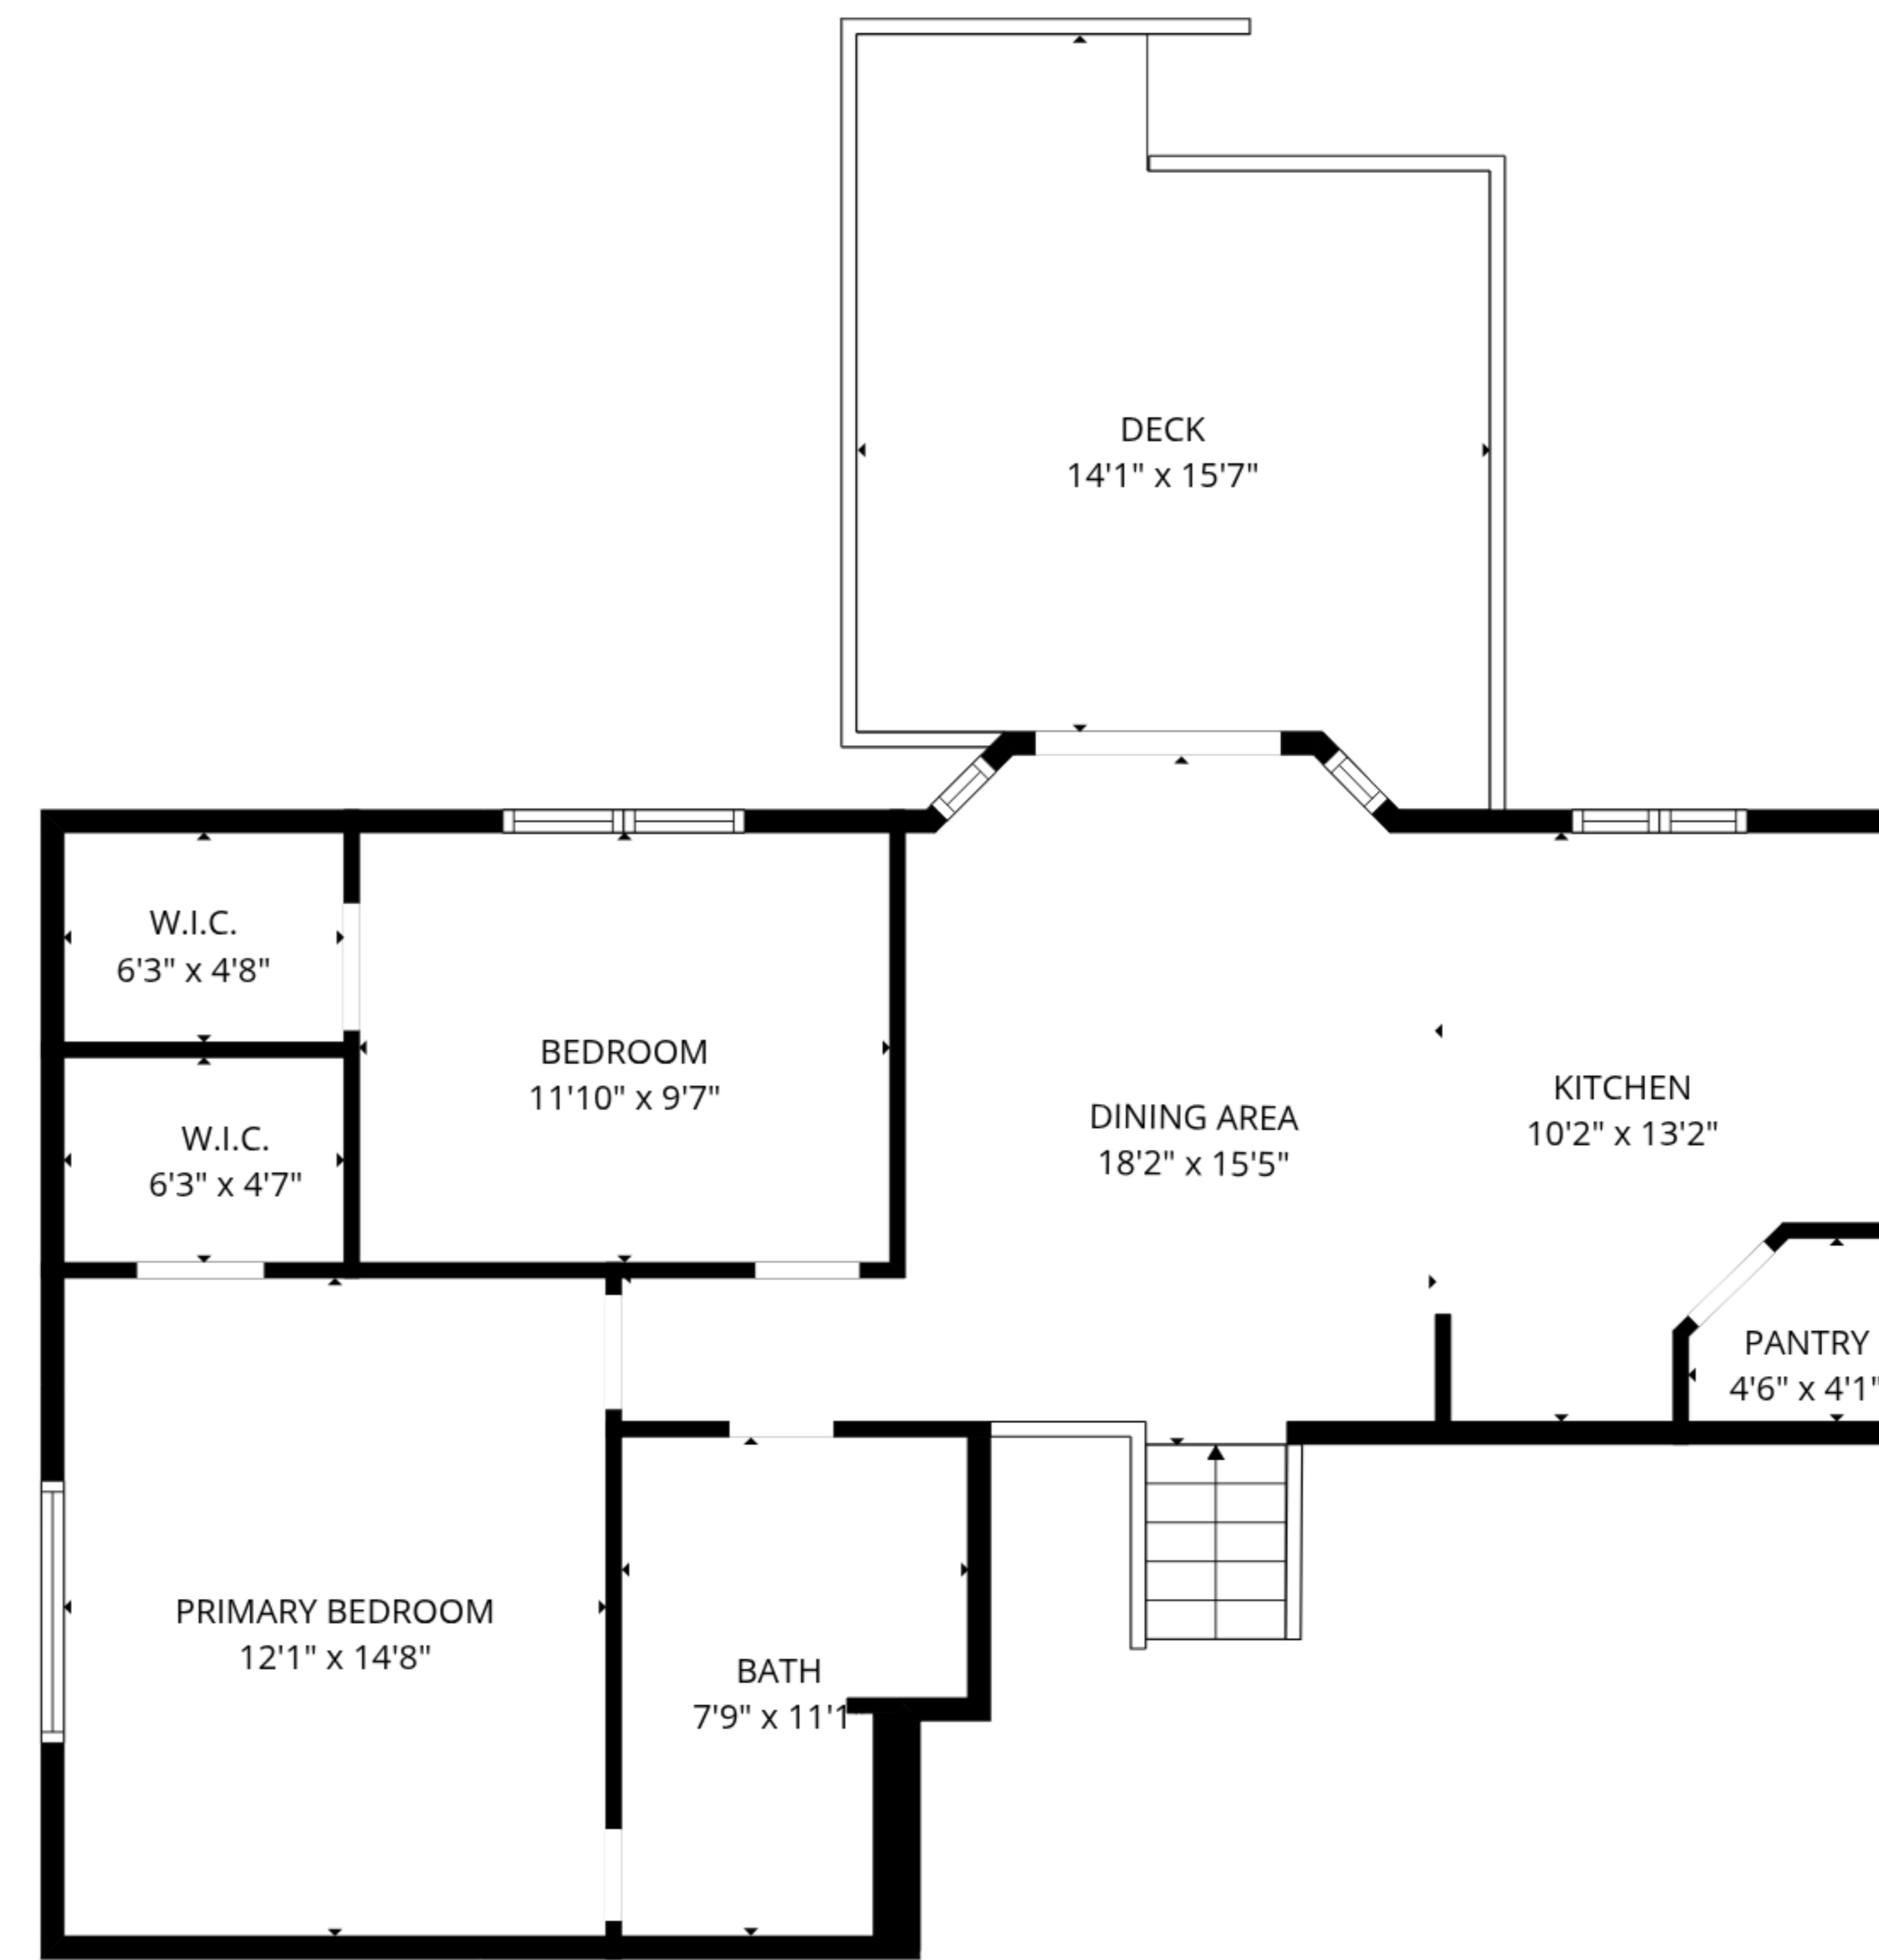 DECK
14'1" x 15'7"
W.I.C.
6'3" x 4'8"
BEDROOM
11'10" x 9'7"
W.I.C.
6'3" x 4'7"
DINING AREA
18'2" x 15'5"
KITCHEN
10'2" x 13'2"
PANTRY
4'6" x 4'1"
PRIMARY BEDROOM
12'1" x 14'8"
BATH
7'9" x 11'1"